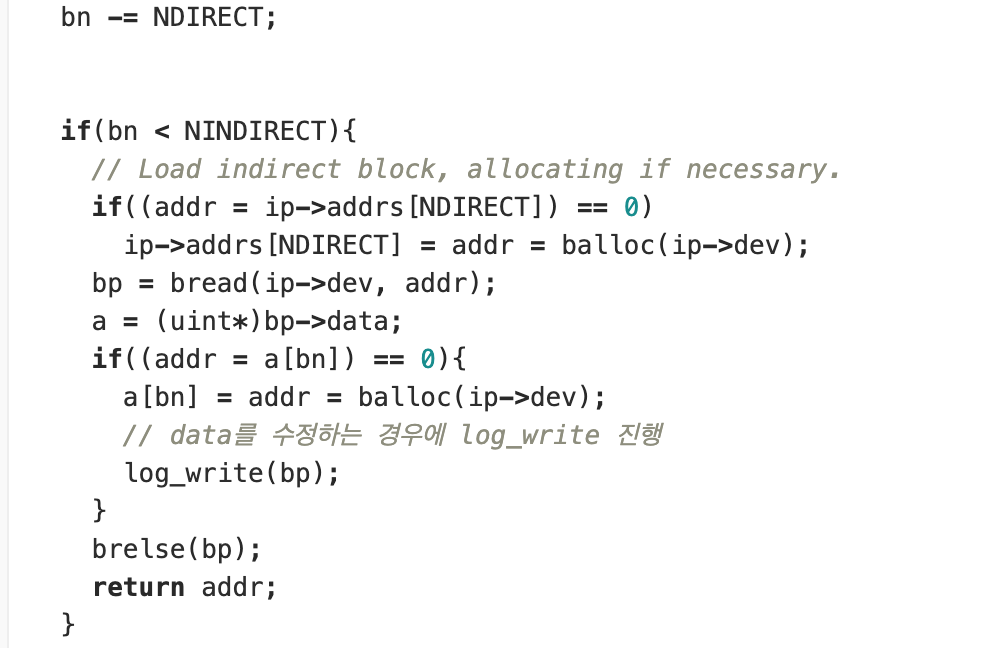 bn -= NDIRECT;
if(bn < NINDIRECT){
// Load indirect block, allocating if necessary.
if((addr = ip->addrs[NDIRECT]) == 0)
ip->addrs[NDIRECT] = addr = balloc(ip->dev);
bp = bread(ip->dev, addr);
a = (uint*)bp->data;
if((addr = a[bn]) == 0){
a[bn] = addr = balloc(ip->dev);
// data를 수정하는 경우에 log_write 진행
log_write(bp);
}
brelse(bp);
return addr;
}